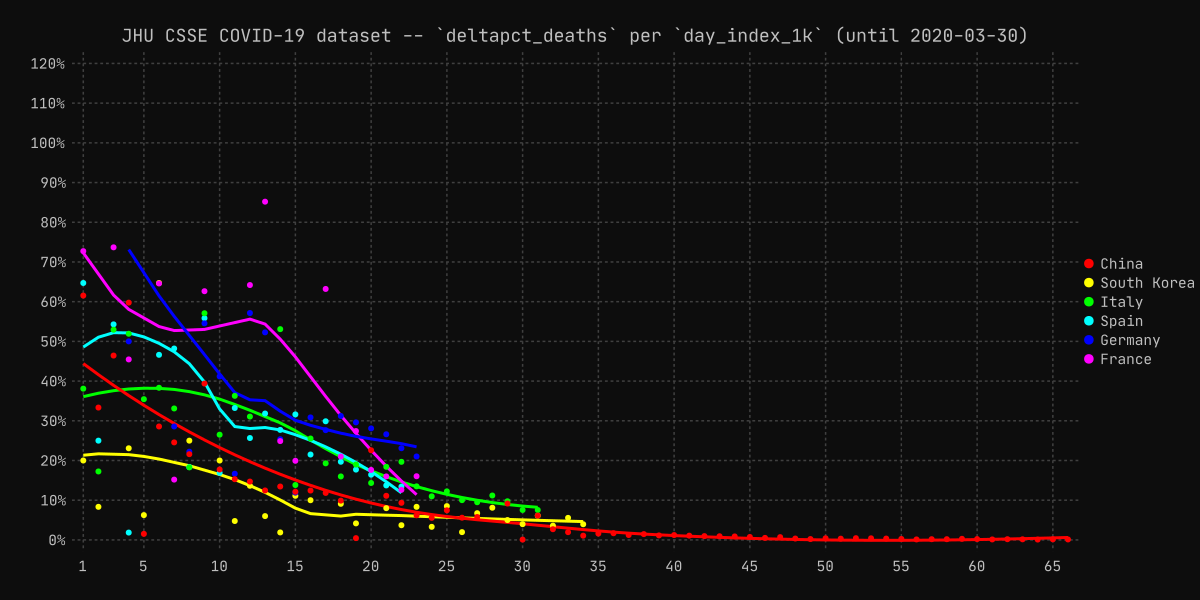 JHU CSSE COVID-19 dataset -- `deltapct_deaths` per `day_index_1k` (until 2020-03-30)
120%
110%
100%
90%
80%
70%
60%
50%
40%
30%
20%
10%
0%
1 5 10 15 20 25 30 35 40 45 50 55 60 65
China
South Korea
Italy
Spain
Germany
France